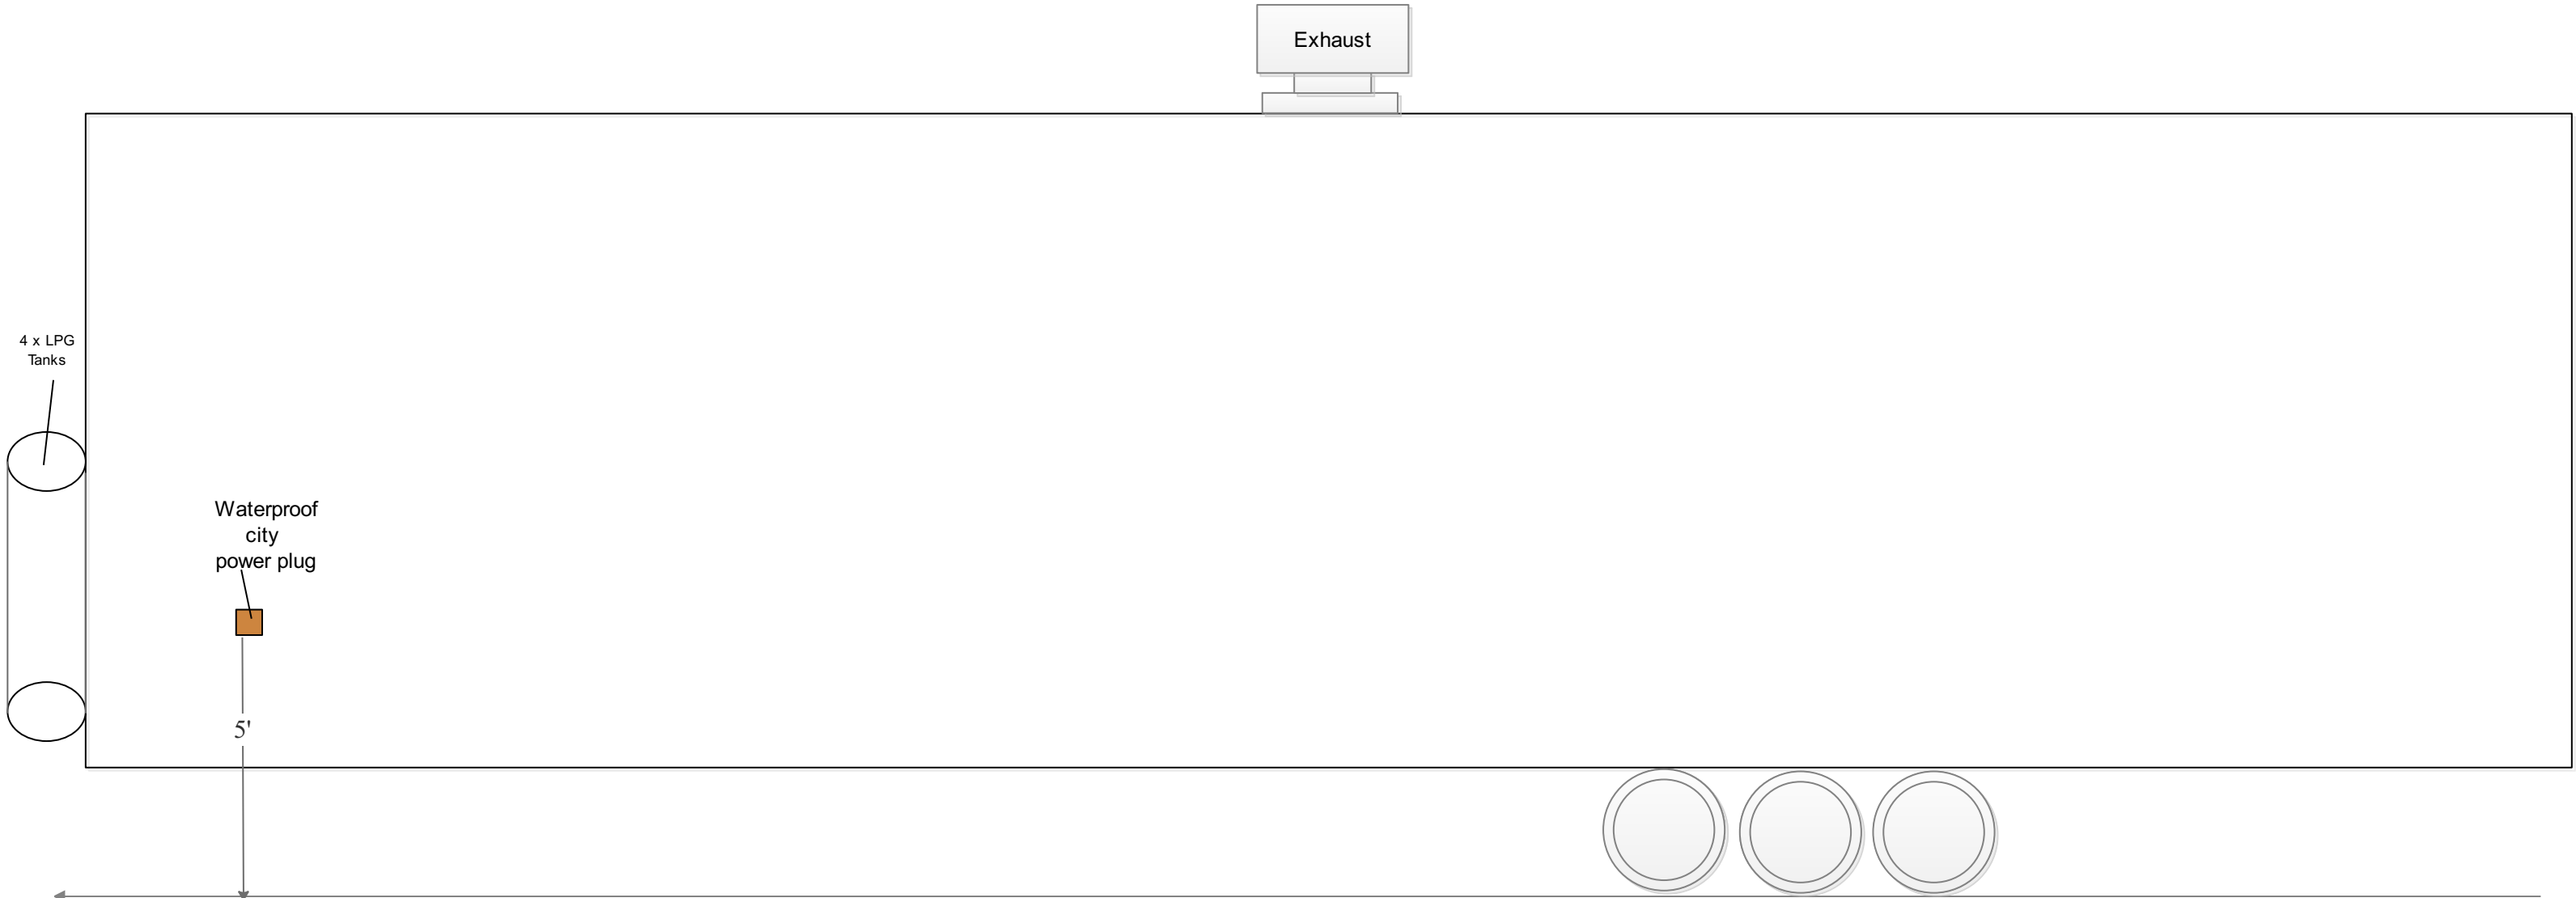 Exhaust
4 x LPG
Tanks
Waterproof
city
power plug
5'